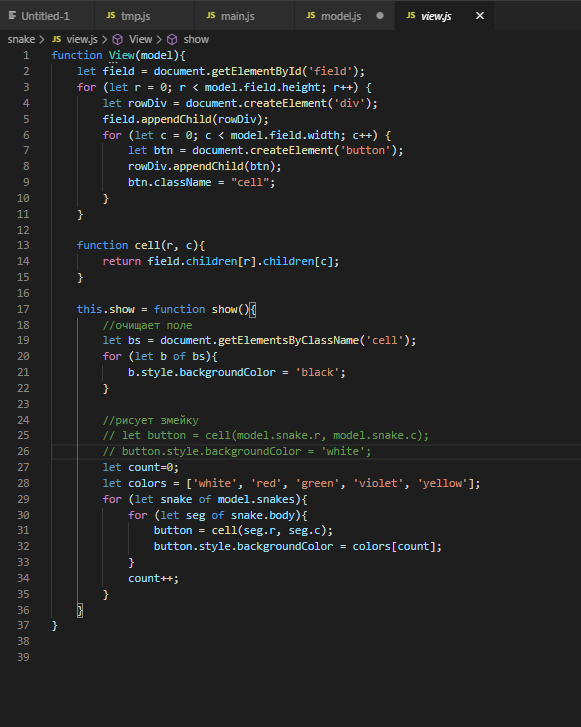 Untitled-1 JS tmp.js JS main.js JS model.js JS view.js
snake > JS view.js > View > show
1 function View(model){
2 let field = document.getElementById('field');
3 for (let r = 0; r < model.field.height; r++) {
4 let rowDiv = document.createElement('div');
5 field.appendChild(rowDiv);
6 for (let c = 0; c < model.field.width; c++) {
7 let btn = document.createElement('button');
8 rowDiv.appendChild(btn);
9 btn.className = "cell";
10 }
11 }
12
13 function cell(r, c){
14 return field.children[r].children[c];
15 }
16
17 this.show = function show(){
18 //очищает поле
19 let bs = document.getElementsByClassName('cell');
20 for (let b of bs){
21 b.style.backgroundColor = 'black';
22 }
23
24 //рисует змейку
25 // let button = cell(model.snake.r, model.snake.c);
26 // button.style.backgroundColor = 'white';
27 let count=0;
28 let colors = ['white', 'red', 'green', 'violet', 'yellow'];
29 for (let snake of model.snakes){
30 for (let seg of snake.body){
31 button = cell(seg.r, seg.c);
32 button.style.backgroundColor = colors[count];
33 }
34 count++;
35 }
36 }
37 }
38
39